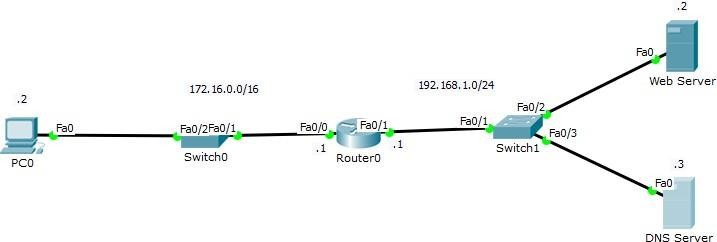 .2
Fa0
Web Server
172.16.0.0/16
192.168.1.0/24
.2
Fa0
PC0
Fa0/2
Fa0/1
Switch0
Fa0/0
.1
Router0
Fa0/1
.1
Fa0/1
Fa0/2
Fa0/3
Switch1
.3
Fa0
DNS Server